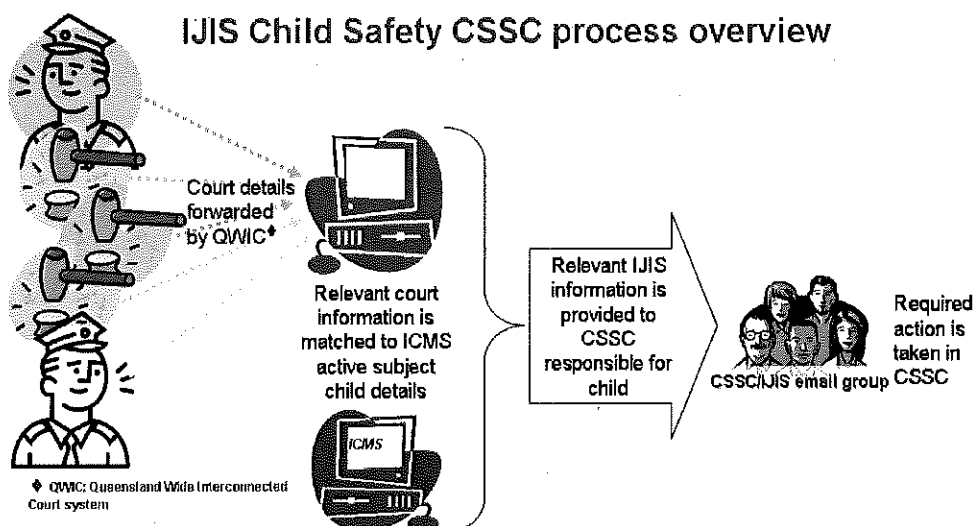 IJIS Child Safety CSSC process overview
Court details
forwarded
by QWIC♦
Relevant court
information is
matched to ICMS
active subject
child details
ICMS
Relevant IJIS
information is
provided to
CSSC
responsible for
child
CSSC/IJIS email group
Required
action is
taken in
CSSC
♦ QWIC: Queensland Wide Interconnected
Court system